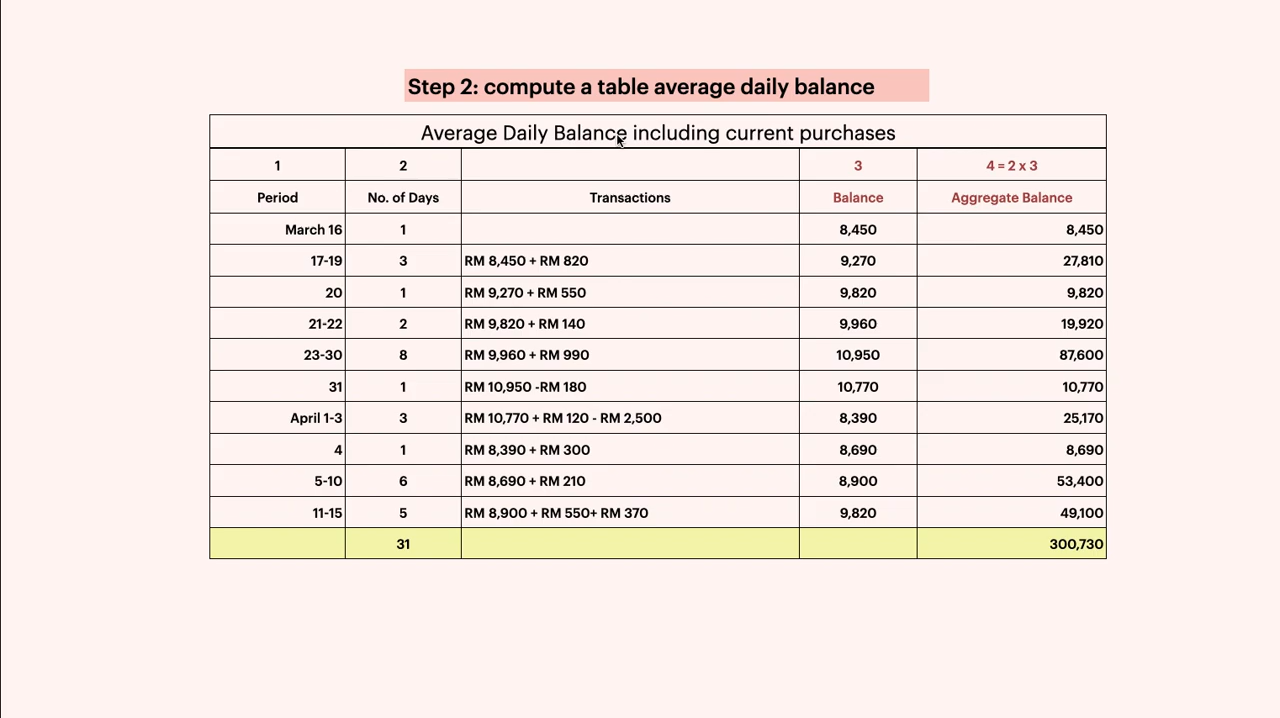 Step 2: compute a table average daily balance
Average Daily Balance including current purchases
1 2 3 4 = 2 x 3
Period No. of Days Transactions Balance Aggregate Balance
March 16 1 8,450 8,450
17-19 3 RM 8,450 + RM 820 9,270 27,810
20 1 RM 9,270 + RM 550 9,820 9,820
21-22 2 RM 9,820 + RM 140 9,960 19,920
23-30 8 RM 9,960 + RM 990 10,950 87,600
31 1 RM 10,950 -RM 180 10,770 10,770
April 1-3 3 RM 10,770 + RM 120 - RM 2,500 8,390 25,170
4 1 RM 8,390 + RM 300 8,690 8,690
5-10 6 RM 8,690 + RM 210 8,900 53,400
11-15 5 RM 8,900 + RM 550+ RM 370 9,820 49,100
31 300,730